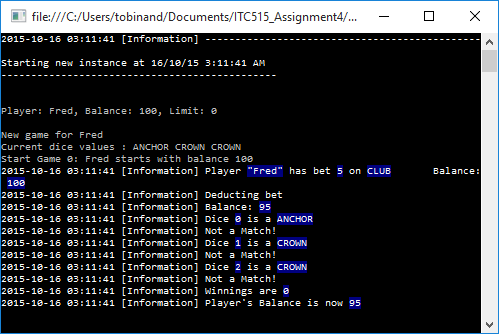 file:///C:/Users/tobinand/Documents/ITC515_Assignment4/...
2015-10-16 03:11:41 [Information] ----------------------------------------------
Starting new instance at 16/10/15 3:11:41 AM
----------------------------------------------
Player: Fred, Balance: 100, Limit: 0
New game for Fred
Current dice values : ANCHOR CROWN CROWN
Start Game 0: Fred starts with balance 100
2015-10-16 03:11:41 [Information] Player "Fred" has bet 5 on CLUB       Balance:
 100
2015-10-16 03:11:41 [Information] Deducting bet
2015-10-16 03:11:41 [Information] Balance: 95
2015-10-16 03:11:41 [Information] Dice 0 is a ANCHOR
2015-10-16 03:11:41 [Information] Not a Match!
2015-10-16 03:11:41 [Information] Dice 1 is a CROWN
2015-10-16 03:11:41 [Information] Not a Match!
2015-10-16 03:11:41 [Information] Dice 2 is a CROWN
2015-10-16 03:11:41 [Information] Not a Match!
2015-10-16 03:11:41 [Information] Winnings are 0
2015-10-16 03:11:41 [Information] Player's Balance is now 95